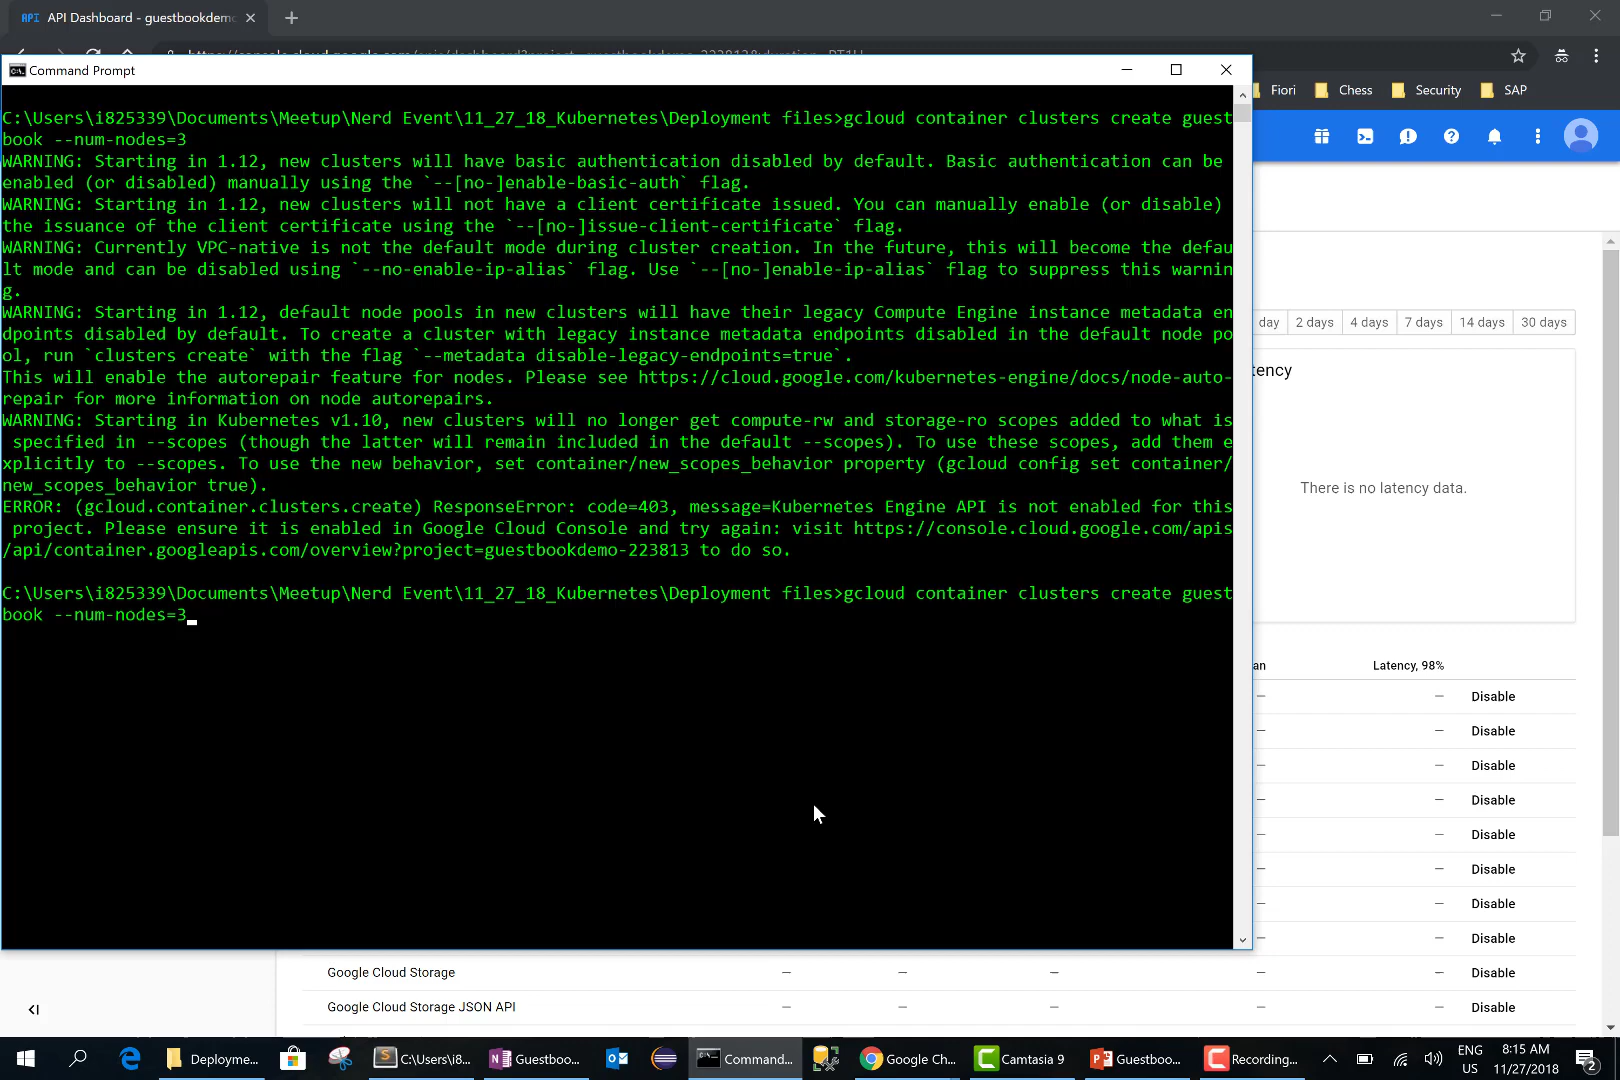 API API Dashboard - guestbookdemo
Command Prompt
Fiori Chess Security SAP
C:\Users\i825339\Documents\Meetup\Nerd Event\11_27_18_Kubernetes\Deployment files>gcloud container clusters create guest
book --num-nodes=3
WARNING: Starting in 1.12, new clusters will have basic authentication disabled by default. Basic authentication can be
enabled (or disabled) manually using the `--[no-]enable-basic-auth` flag.
WARNING: Starting in 1.12, new clusters will not have a client certificate issued. You can manually enable (or disable)
the issuance of the client certificate using the `--[no-]issue-client-certificate` flag.
WARNING: Currently VPC-native is not the default mode during cluster creation. In the future, this will become the defau
lt mode and can be disabled using `--no-enable-ip-alias` flag. Use `--[no-]enable-ip-alias` flag to suppress this warnin
g.
WARNING: Starting in 1.12, default node pools in new clusters will have their legacy Compute Engine instance metadata en
dpoints disabled by default. To create a cluster with legacy instance metadata endpoints disabled in the default node po
ol, run `clusters create` with the flag `--metadata disable-legacy-endpoints=true`.
This will enable the autorepair feature for nodes. Please see https://cloud.google.com/kubernetes-engine/docs/node-auto-
repair for more information on node autorepairs.
WARNING: Starting in Kubernetes v1.10, new clusters will no longer get compute-rw and storage-ro scopes added to what is
specified in --scopes (though the latter will remain included in the default --scopes). To use these scopes, add them e
xplicitly to --scopes. To use the new behavior, set container/new_scopes_behavior property (gcloud config set container/
new_scopes_behavior true).
ERROR: (gcloud.container.clusters.create) ResponseError: code=403, message=Kubernetes Engine API is not enabled for this
project. Please ensure it is enabled in Google Cloud Console and try again: visit https://console.cloud.google.com/apis
/api/container.googleapis.com/overview?project=guestbookdemo-223813 to do so.
C:\Users\i825339\Documents\Meetup\Nerd Event\11_27_18_Kubernetes\Deployment files>gcloud container clusters create guest
book --num-nodes=3
day 2 days 4 days 7 days 14 days 30 days
tency
There is no latency data.
an Latency, 98%
– – Disable
– – Disable
– – Disable
– – Disable
– – Disable
– – Disable
– – Disable
– – Disable
Google Cloud Storage – – – – – Disable
Google Cloud Storage JSON API – – – – – Disable
Deployme... C:\Users\i8... Guestboo... Command... Google Ch... Camtasia 9 Guestboo... Recording...
ENG
US
8:15 AM
11/27/2018
2